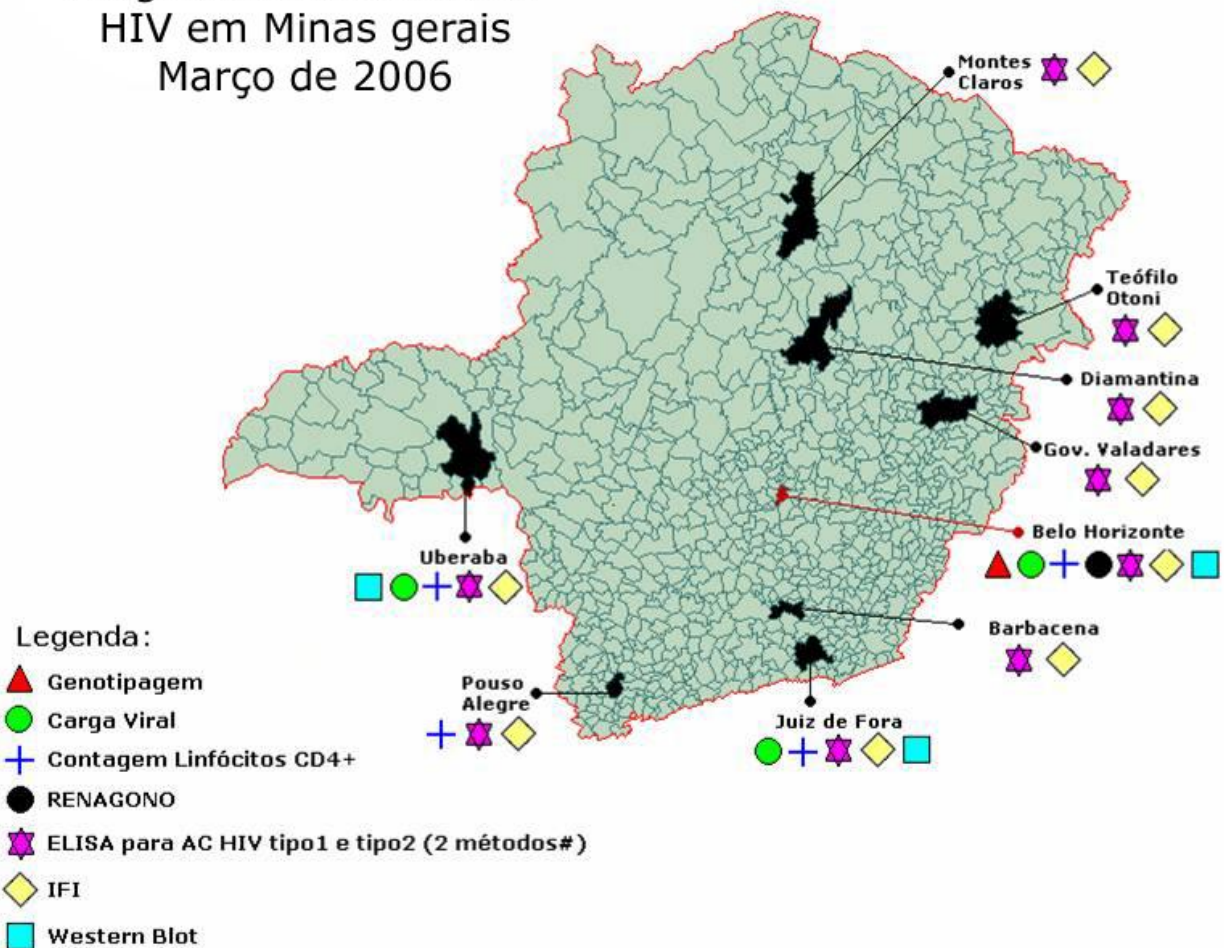 HIV em Minas gerais
Março de 2006
Montes
Claros
Teófilo
Otoni
Diamantina
Gov. Valadares
Belo Horizonte
Uberaba
Barbacena
Pouso
Alegre
Juiz de Fora
Legenda:
Genotipagem
Carga Viral
Contagem Linfócitos CD4+
RENAGONO
ELISA para AC HIV tipo1 e tipo2 (2 métodos#)
IFI
Western Blot